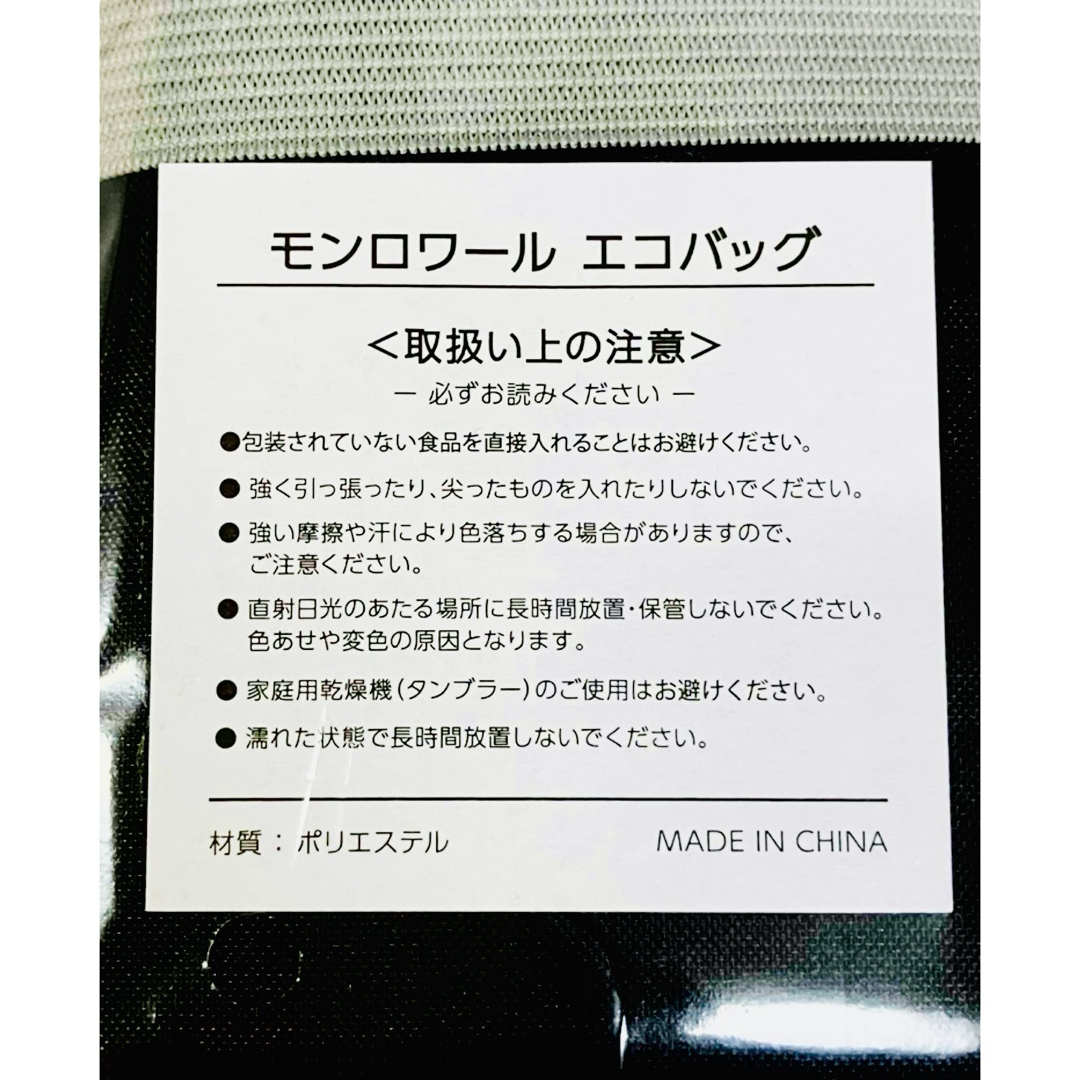 モンロワール エコバッグ
＜取扱い上の注意＞
― 必ずお読みください ―
●包装されていない食品を直接入れることはお避けください。
● 強く引っ張ったり、尖ったものを入れたりしないでください。
● 強い摩擦や汗により色落ちする場合がありますので、
ご注意ください。
● 直射日光のあたる場所に長時間放置・保管しないでください。
色あせや変色の原因となります。
● 家庭用乾燥機（タンブラー）のご使用はお避けください。
● 濡れた状態で長時間放置しないでください。
材質 ： ポリエステル MADE IN CHINA